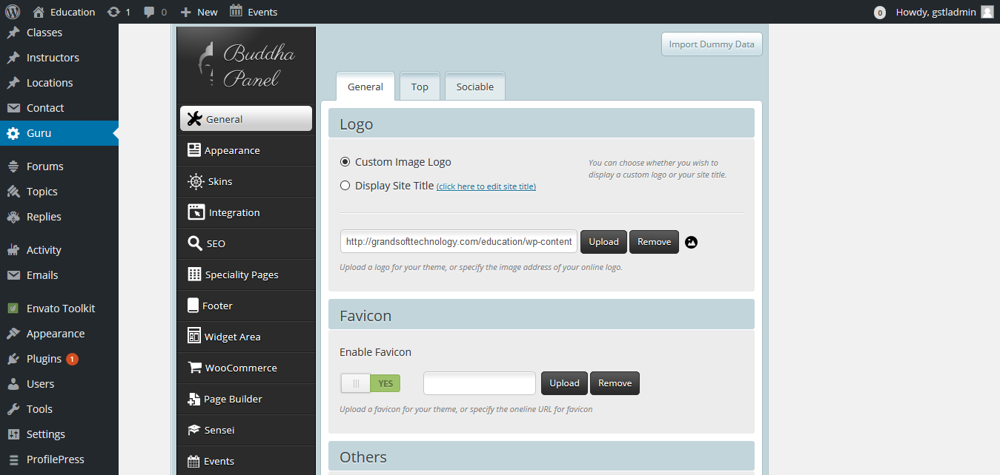 Education
1
0
New
Events
0
Howdy, gstladmin
Classes
Instructors
Locations
Contact
Guru
Forums
Topics
Replies
Activity
Emails
Envato Toolkit
Appearance
Plugins 1
Users
Tools
Settings
ProfilePress
Buddha
Panel
General
Appearance
Skins
Integration
SEO
Speciality Pages
Footer
Widget Area
WooCommerce
Page Builder
Sensei
Events
Import Dummy Data
General
Top
Sociable
Logo
Custom Image Logo
Display Site Title (click here to edit site title)
You can choose whether you wish to
display a custom logo or your site title.
http://grandsofttechnology.com/education/wp-content
Upload
Remove
Upload a logo for your theme, or specify the image address of your online logo.
Favicon
Enable Favicon
YES
Upload
Remove
Upload a favicon for your theme, or specify the oneline URL for favicon
Others